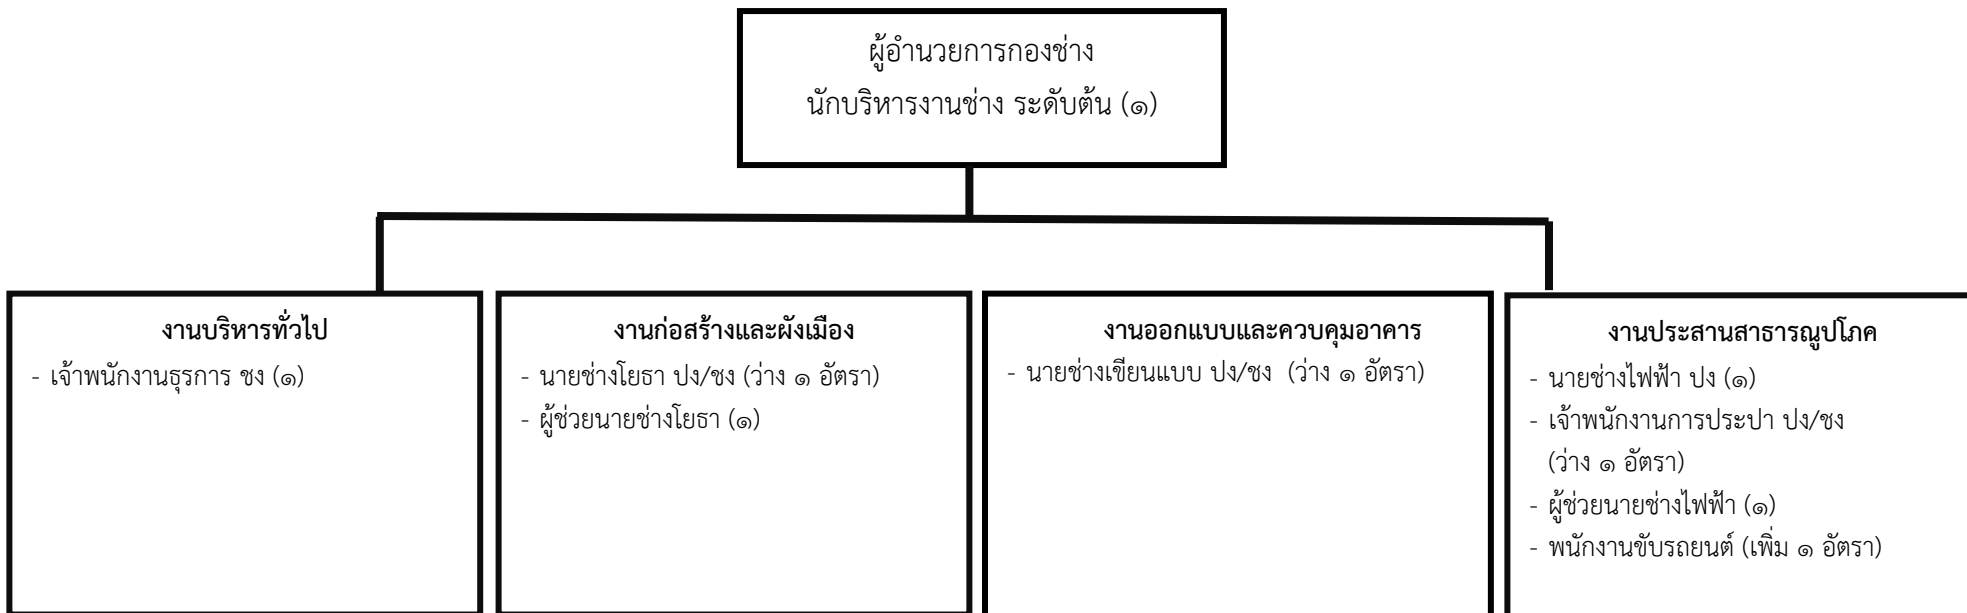 ผู้อำนวยการกองช่าง
นักบริหารงานช่าง ระดับต้น (๑)
งานบริหารทั่วไป
- เจ้าพนักงานธุรการ ชง (๑)
งานก่อสร้างและผังเมือง
- นายช่างโยธา ปง/ชง (ว่าง ๑ อัตรา)
- ผู้ช่วยนายช่างโยธา (๑)
งานออกแบบและควบคุมอาคาร
- นายช่างเขียนแบบ ปง/ชง (ว่าง ๑ อัตรา)
งานประสานสาธารณูปโภค
- นายช่างไฟฟ้า ปง (๑)
- เจ้าพนักงานการประปา ปง/ชง
(ว่าง ๑ อัตรา)
- ผู้ช่วยนายช่างไฟฟ้า (๑)
- พนักงานขับรถยนต์ (เพิ่ม ๑ อัตรา)